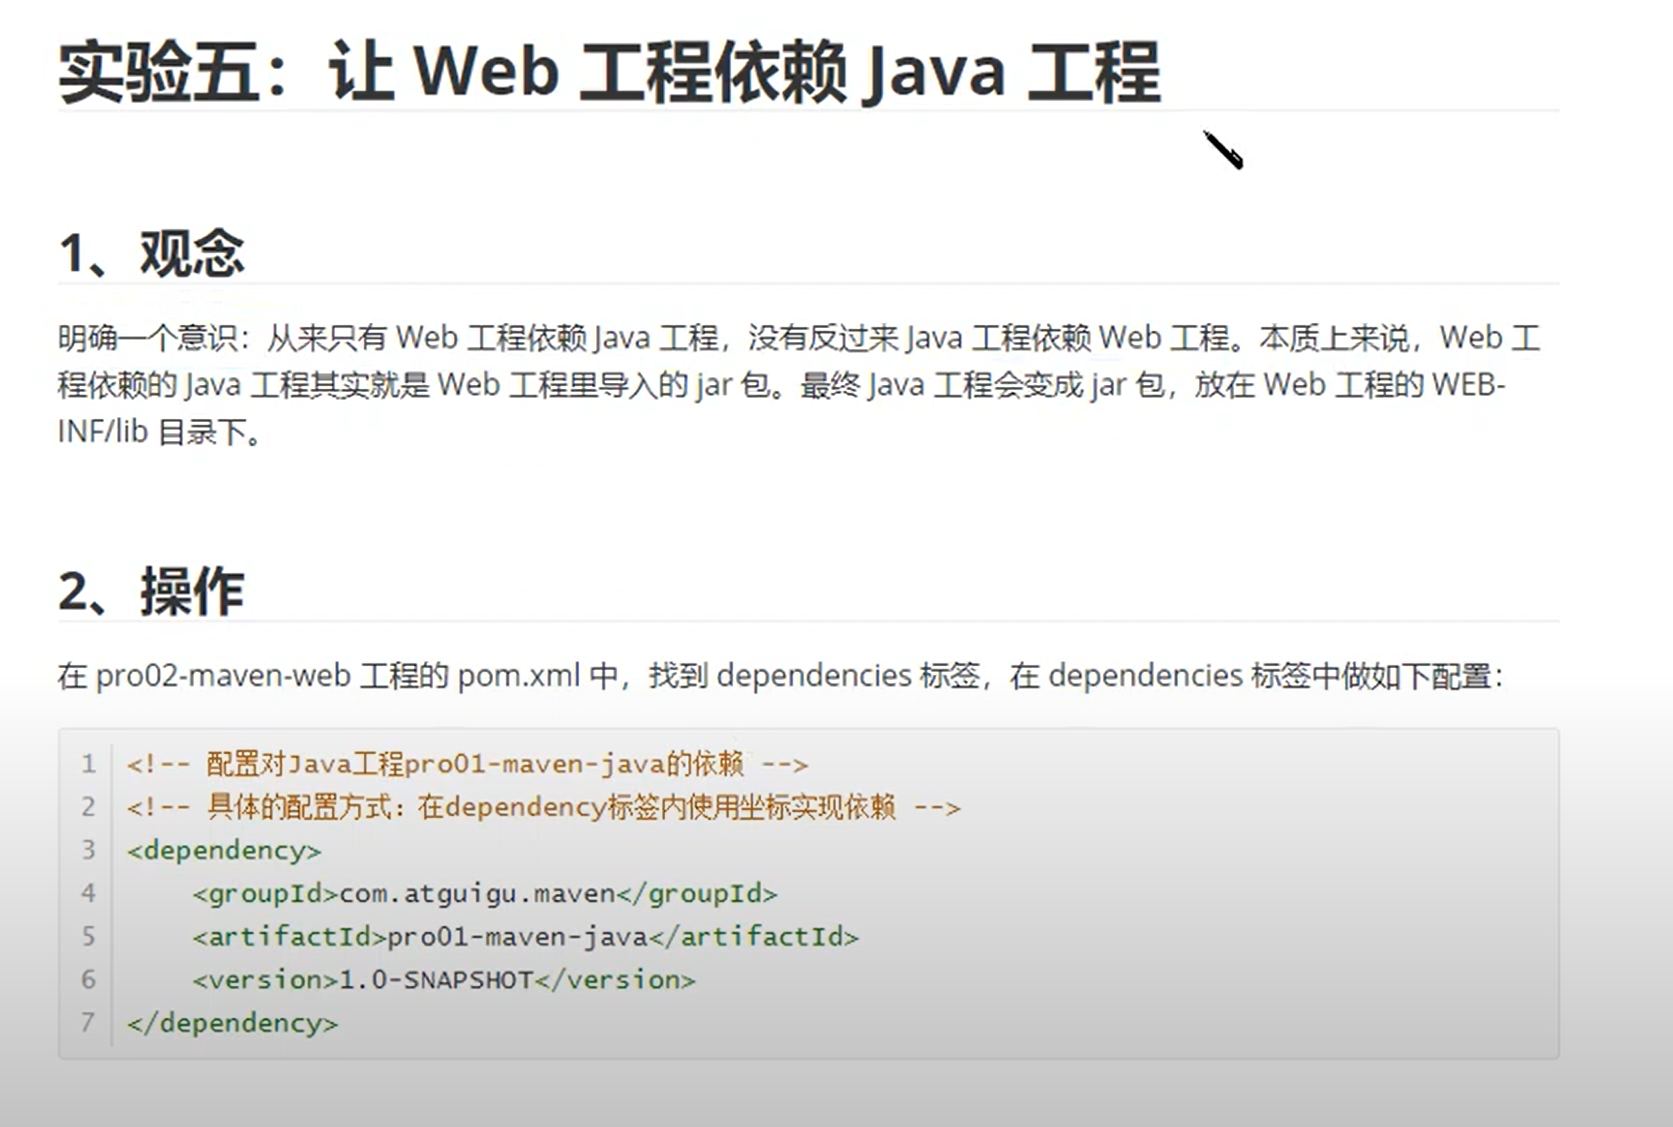 实验五：让 Web 工程依赖 Java 工程
1、观念
明确一个意识：从来只有 Web 工程依赖 Java 工程，没有反过来 Java 工程依赖 Web 工程。本质上来说，Web 工
程依赖的 Java 工程其实就是 Web 工程里导入的 jar 包。最终 Java 工程会变成 jar 包，放在 Web 工程的 WEB-
INF/lib 目录下。
2、操作
在 pro02-maven-web 工程的 pom.xml 中，找到 dependencies 标签，在 dependencies 标签中做如下配置：
1 <!-- 配置对Java工程pro01-maven-java的依赖 -->
2 <!-- 具体的配置方式：在dependency标签内使用坐标实现依赖 -->
3 <dependency>
4     <groupId>com.atguigu.maven</groupId>
5     <artifactId>pro01-maven-java</artifactId>
6     <version>1.0-SNAPSHOT</version>
7 </dependency>